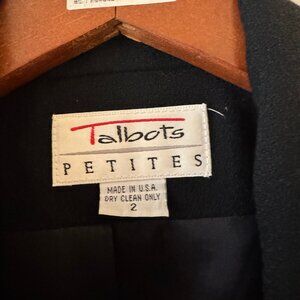 Talbots
PETITES
MADE IN U.S.A.
DRY CLEAN ONLY
2